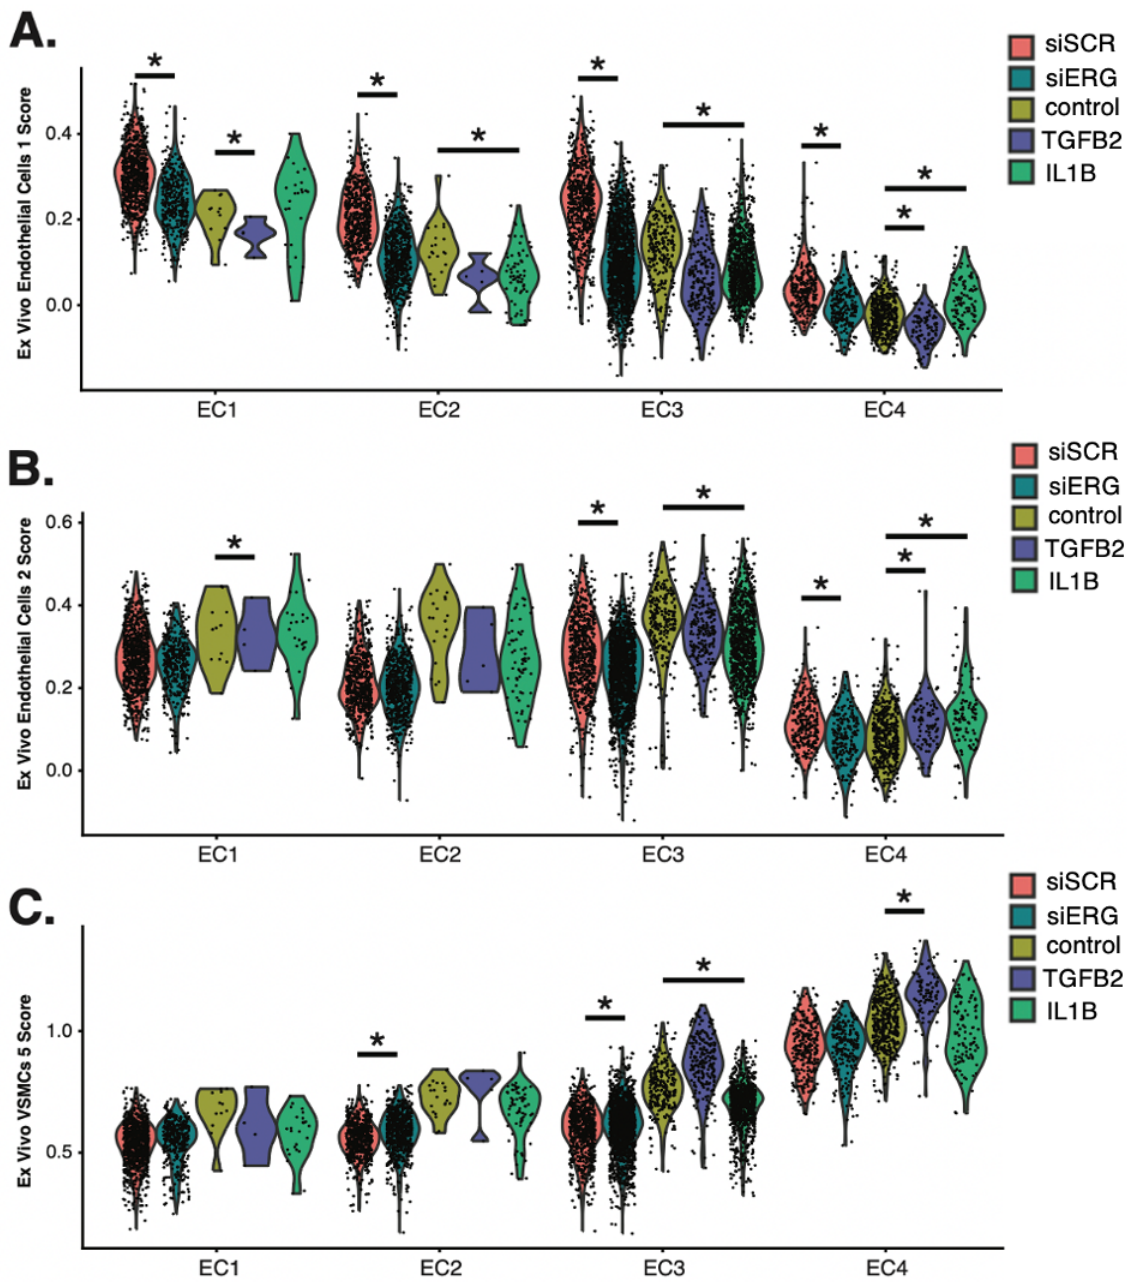 A.
Ex Vivo Endothelial Cells 1 Score
0.4
0.2
0.0
* * * * * * * * *
EC1 EC2 EC3 EC4
siSCR
siERG
control
TGFB2
IL1B
B.
Ex Vivo Endothelial Cells 2 Score
0.6
0.4
0.2
0.0
* * * * * *
EC1 EC2 EC3 EC4
siSCR
siERG
control
TGFB2
IL1B
C.
Ex Vivo VSMCs 5 Score
1.0
0.5
* * * *
EC1 EC2 EC3 EC4
siSCR
siERG
control
TGFB2
IL1B